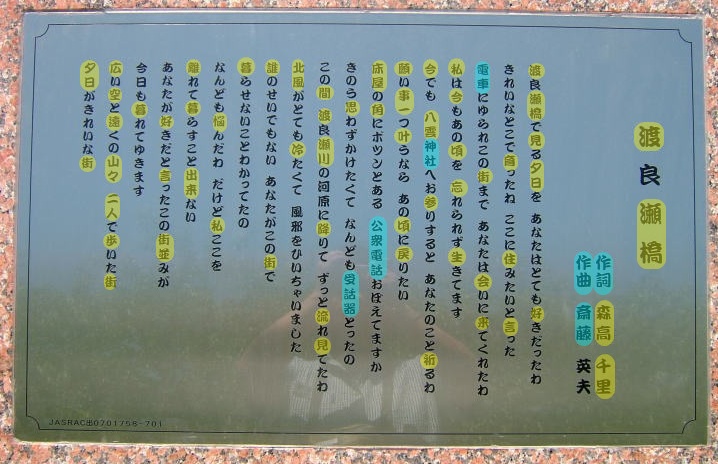 渡良瀬橋
作詞 森高 千里
作曲 斎藤 英夫
渡良瀬橋で見る夕日を あなたはとても好きだったわ
きれいなとこで育ったね ここに住みたいと言った
電車にゆられこの街まで あなたは会いに来てくれたわ
私は今もあの頃を 忘れられず生きてます
今でも 八雲神社へお参りすると あなたのこと祈るわ
願い事一つ叶うなら あの頃に戻りたい
床屋の角にポツンとある 公衆電話おぼえてますか
きのう思わずかけたくて なんども受話器とったの
この間 渡良瀬川の河原に降りて ずっと流れ見てたわ
北風がとても冷たくて 風邪をひいちゃいました
誰のせいでもない あなたがこの街で
暮らせないことわかってたの
なんども悩んだわ だけど私ここを
離れて暮らすこと出来ない
あなたが好きだと言ったこの街並みが
今日も暮れてゆきます
広い空と遠くの山々 二人で歩いた街
夕日がきれいな街
JASRAC出0701758-701